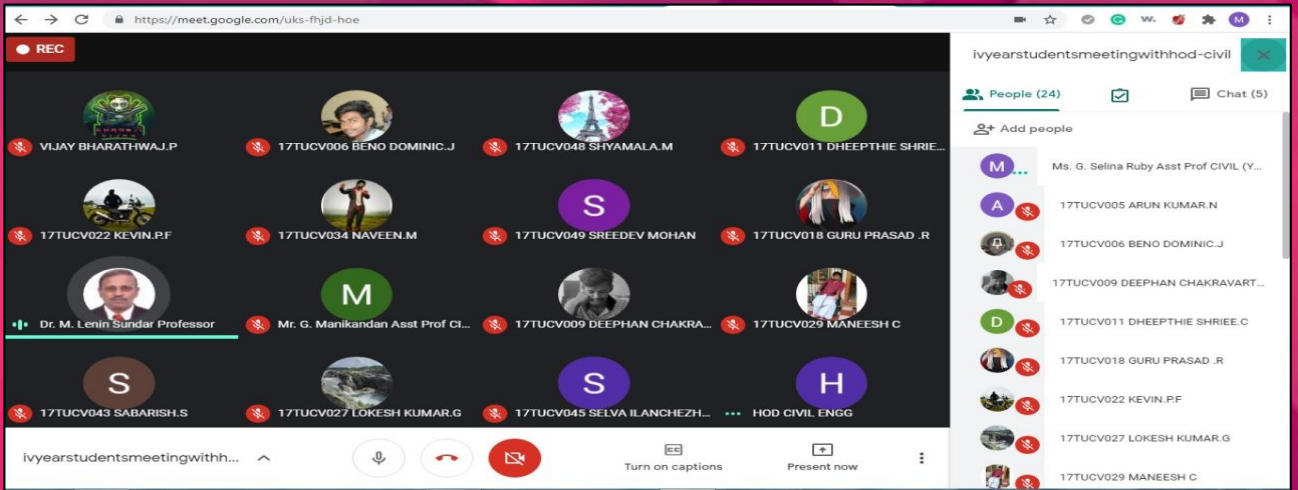 https://meet.google.com/uks-fhjd-hoe
W.
M
REC
ivyearstudentsmeetingwithhod-civil
People (24)
Chat (5)
Add people
D
VIJAY BHARATHWAJ.P
17TUCV006 BENO DOMINIC.J
17TUCV048 SHYAMALA.M
17TUCV011 DHEEPTHIE SHRIE...
S
17TUCV022 KEVIN.P.F
17TUCV034 NAVEEN.M
17TUCV049 SREEDEV MOHAN
17TUCV018 GURU PRASAD .R
M
Dr. M. Lenin Sundar Professor
Mr. G. Manikandan Asst Prof CI...
17TUCV009 DEEPHAN CHAKRA...
17TUCV029 MANEESH C
S
S
H
17TUCV043 SABARISH.S
17TUCV027 LOKESH KUMAR.G
17TUCV045 SELVA ILANCHEZH...
HOD CIVIL ENGG
M
Ms. G. Selina Ruby Asst Prof CIVIL (Y...
A
17TUCV005 ARUN KUMAR.N
17TUCV006 BENO DOMINIC.J
17TUCV009 DEEPHAN CHAKRAVART...
D
17TUCV011 DHEEPTHIE SHRIEE.C
17TUCV018 GURU PRASAD .R
17TUCV022 KEVIN.P.F
17TUCV027 LOKESH KUMAR.G
17TUCV029 MANEESH C
ivyearstudentsmeetingwithh...
CC
Turn on captions
Present now